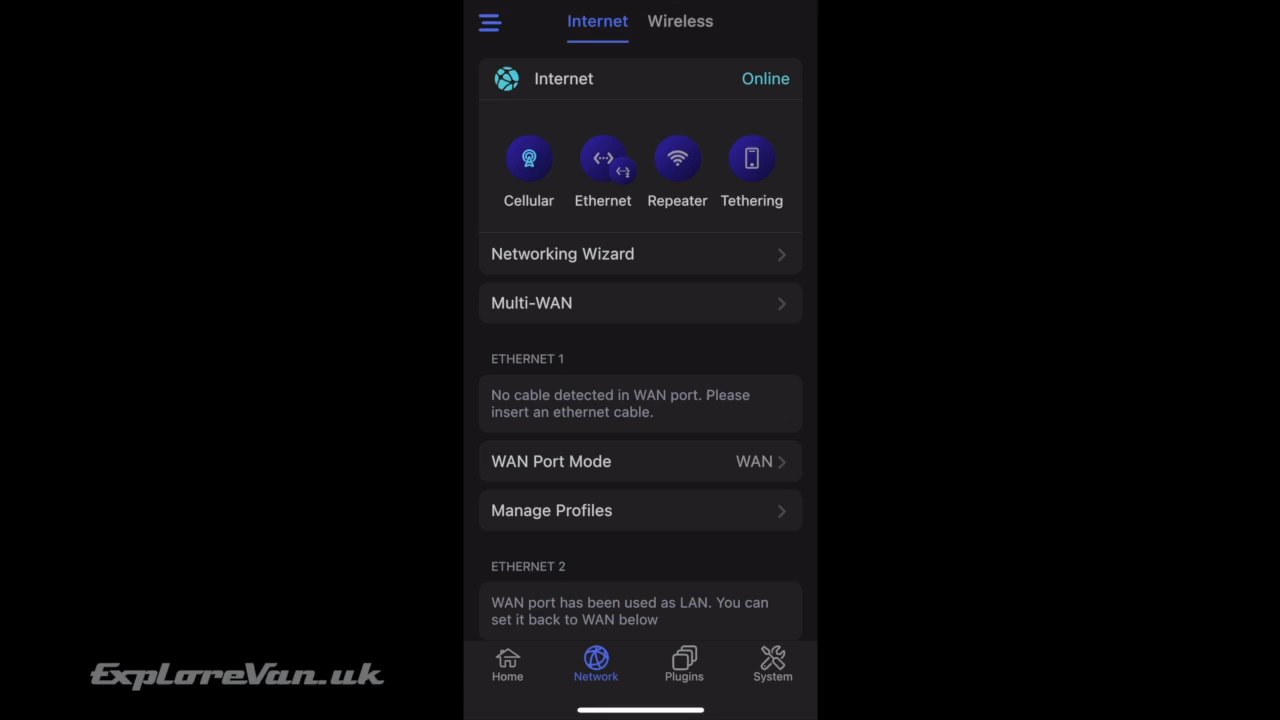 Internet Wireless
Internet Online
Cellular Ethernet Repeater Tethering
Networking Wizard
Multi-WAN
ETHERNET 1
No cable detected in WAN port. Please
insert an ethernet cable.
WAN Port Mode WAN
Manage Profiles
ETHERNET 2
WAN port has been used as LAN. You can
set it back to WAN below
Home Network Plugins System
ExploreVan.uk